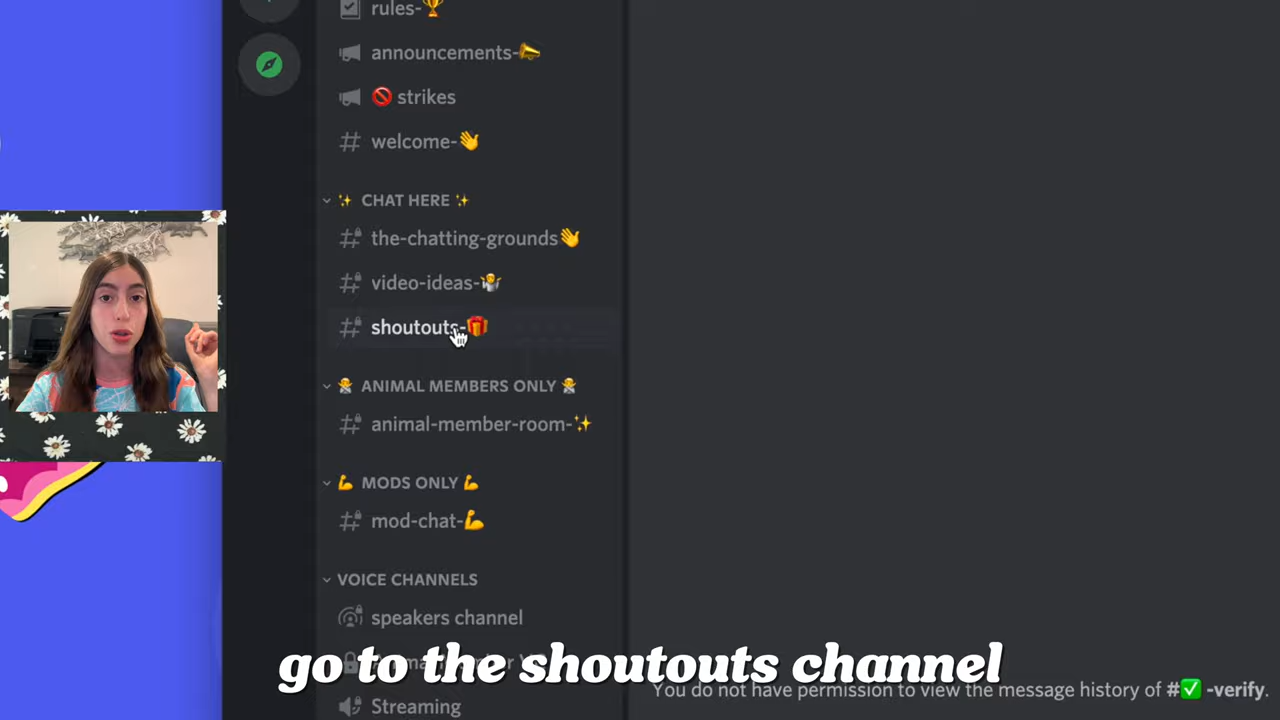 rules-🏆
announcements-📣
🚫 strikes
welcome-👋
✨ CHAT HERE ✨
the-chatting-grounds👋
video-ideas-🤷
shoutouts-🎁
ANIMAL MEMBERS ONLY
animal-member-room-✨
💪 MODS ONLY 💪
mod-chat-💪
VOICE CHANNELS
speakers channel
go to the shoutouts channel
You do not have permission to view the message history of #✅-verify.
Streaming